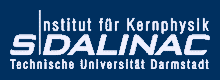 Institut für Kernphysik
S-DALINAC
Technische Universität Darmstadt